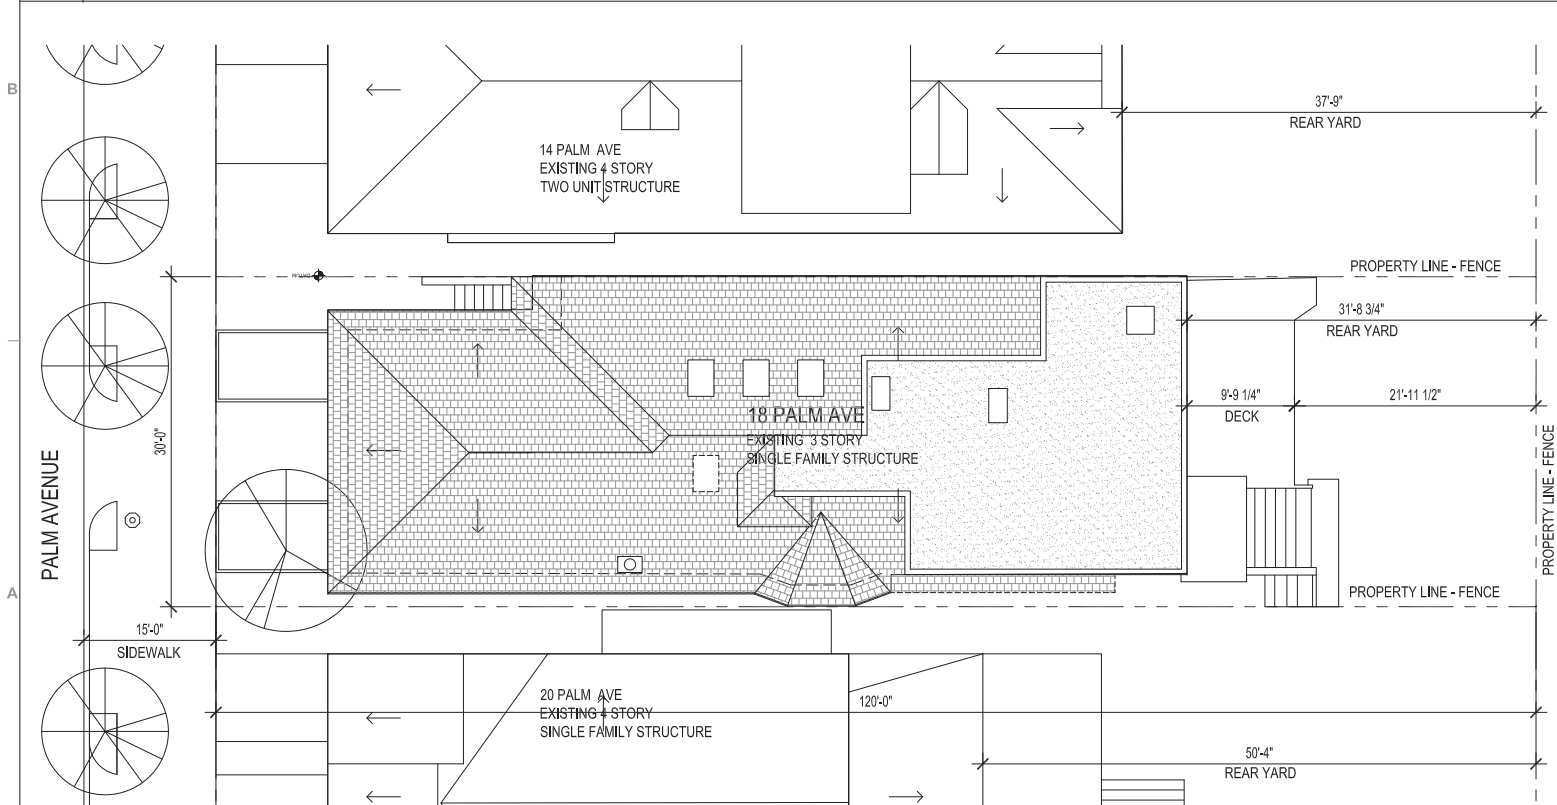 B
37'-9"
REAR YARD
14 PALM AVE
EXISTING 4 STORY
TWO UNIT STRUCTURE
PROPERTY LINE - FENCE
31'-8 3/4"
REAR YARD
9'-9 1/4"
DECK
21'-11 1/2"
18 PALM AVE
EXISTING 3 STORY
SINGLE FAMILY STRUCTURE
30'-0"
PALM AVENUE
PROPERTY LINE - FENCE
A
PROPERTY LINE - FENCE
15'-0"
SIDEWALK
20 PALM AVE
EXISTING 4 STORY
SINGLE FAMILY STRUCTURE
120'-0"
50'-4"
REAR YARD